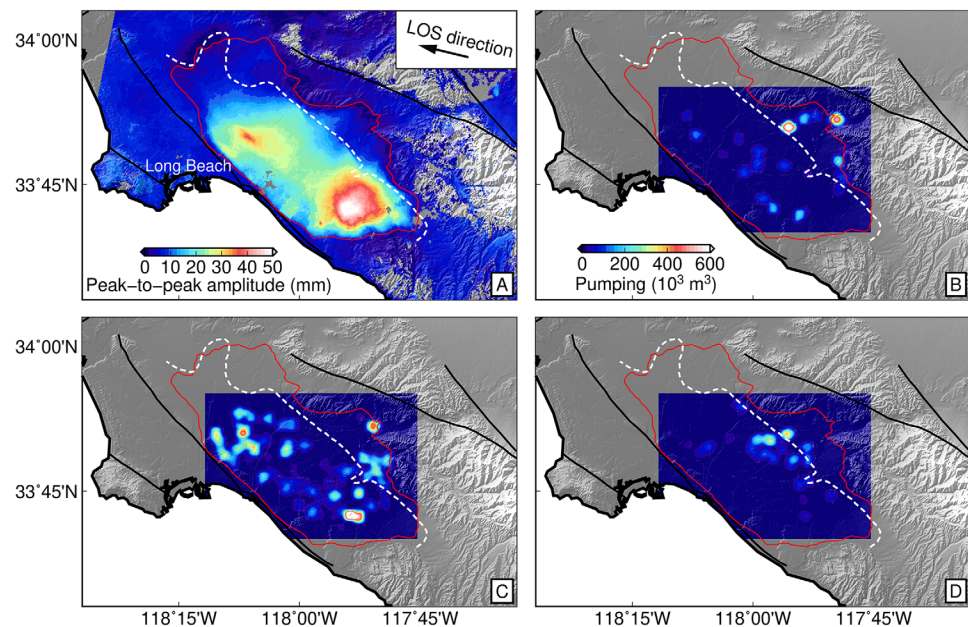 34°00'N
LOS direction
Long Beach
33°45'N
0 10 20 30 40 50
Peak−to−peak amplitude (mm)
A
0 200 400 600
Pumping (10³ m³)
B
34°00'N
33°45'N
C
D
118°15'W 118°00'W 117°45'W
118°15'W 118°00'W 117°45'W